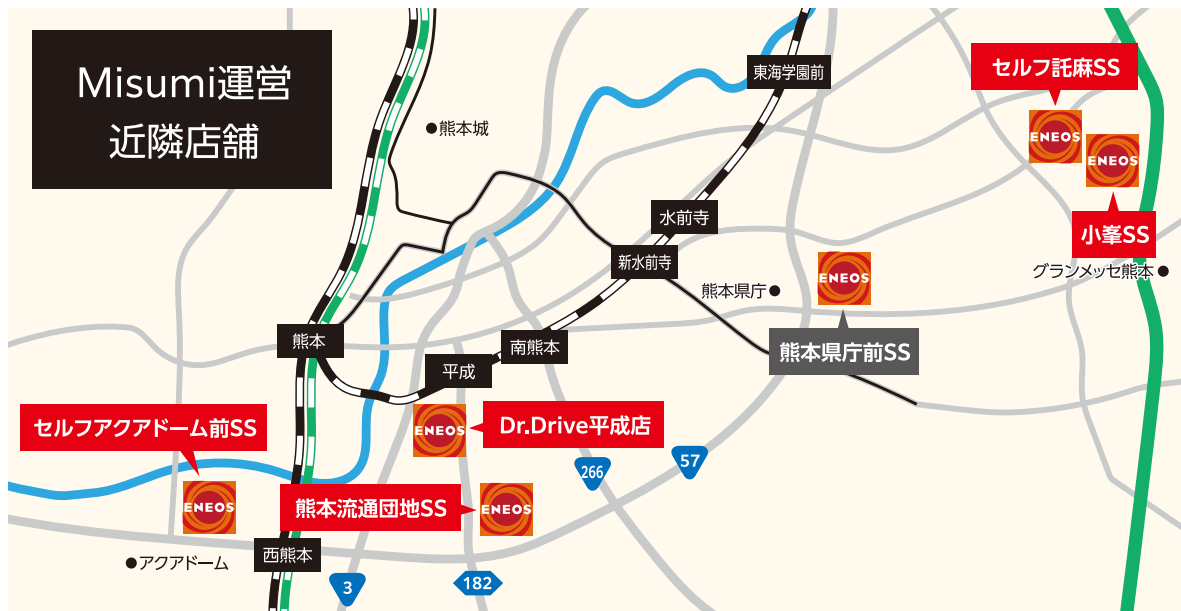 Misumi運営
近隣店舗
東海学園前
セルフ託麻SS
ENEOS
ENEOS
熊本城
小峯SS
グランメッセ熊本
水前寺
新水前寺
熊本県庁
ENEOS
熊本県庁前SS
熊本
南熊本
平成
セルフアクアドーム前SS
ENEOS
Dr.Drive平成店
57
266
ENEOS
熊本流通団地SS
ENEOS
西熊本
アクアドーム
3
182